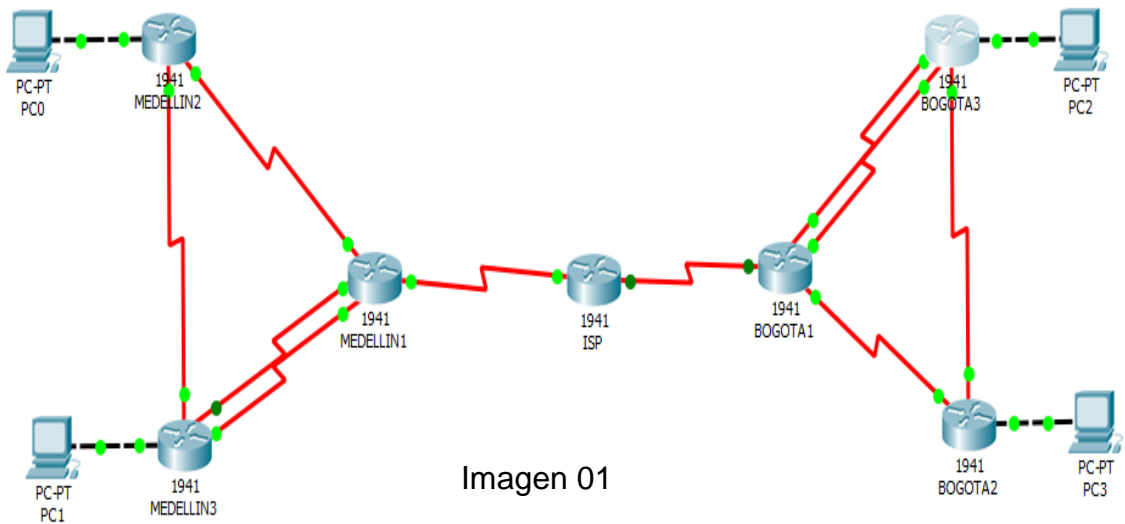 PC-PT
PC0
1941
MEDELLIN2
1941
BOGOTA3
PC-PT
PC2
1941
MEDELLIN1
1941
ISP
1941
BOGOTA1
PC-PT
PC1
1941
MEDELLIN3
Imagen 01
1941
BOGOTA2
PC-PT
PC3